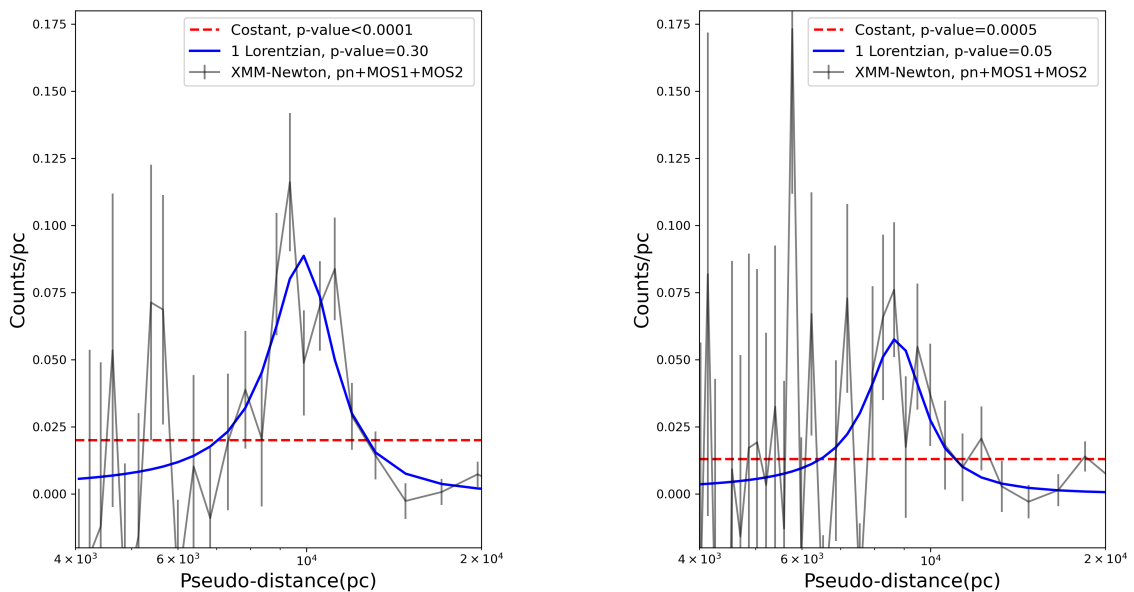 Costant, p-value<0.0001
1 Lorentzian, p-value=0.30
XMM-Newton, pn+MOS1+MOS2
0.175
0.150
0.125
0.100
0.075
0.050
0.025
0.000
Counts/pc
4 × 10³
6 × 10³
10⁴
2 × 10⁴
Pseudo-distance(pc)
Costant, p-value=0.0005
1 Lorentzian, p-value=0.05
XMM-Newton, pn+MOS1+MOS2
0.175
0.150
0.125
0.100
0.075
0.050
0.025
0.000
Counts/pc
4 × 10³
6 × 10³
10⁴
2 × 10⁴
Pseudo-distance(pc)